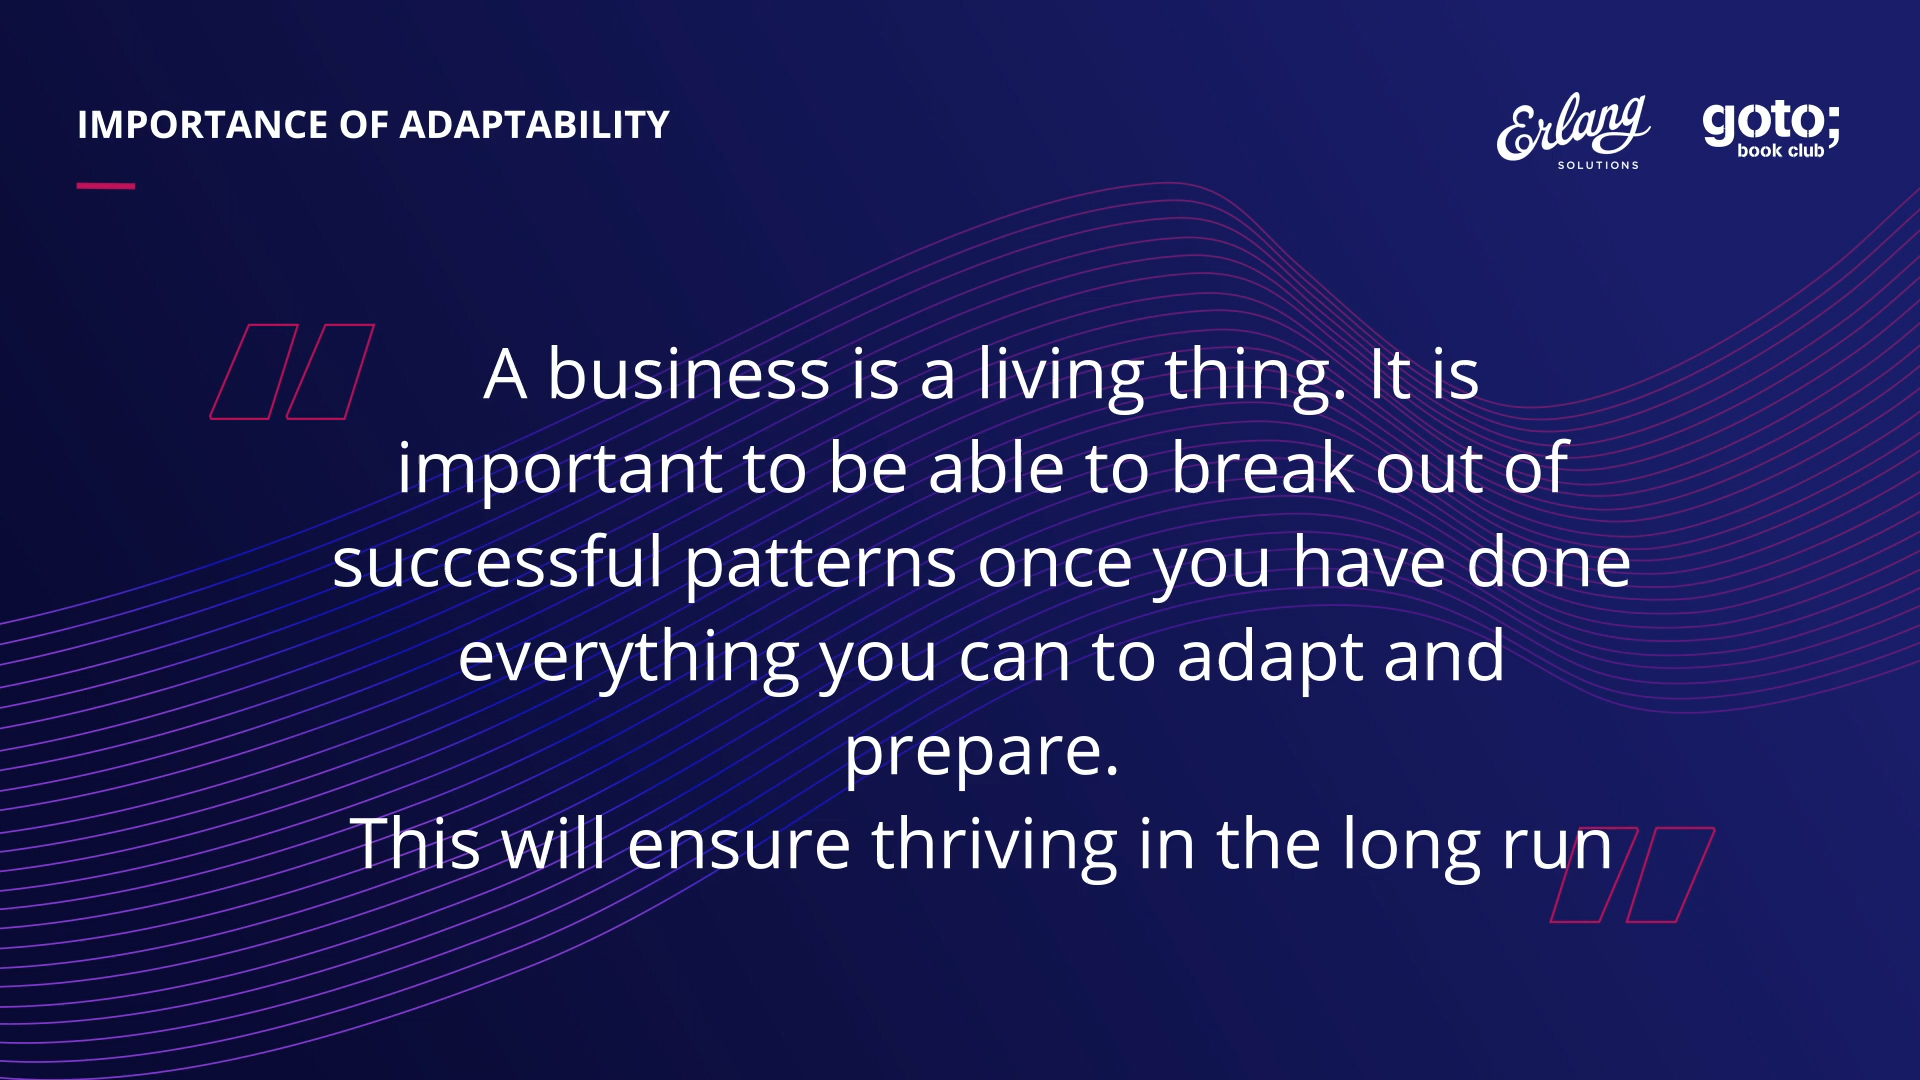 IMPORTANCE OF ADAPTABILITY
Erlang
SOLUTIONS
goto;
book club
A business is a living thing. It is
important to be able to break out of
successful patterns once you have done
everything you can to adapt and
prepare.
This will ensure thriving in the long run